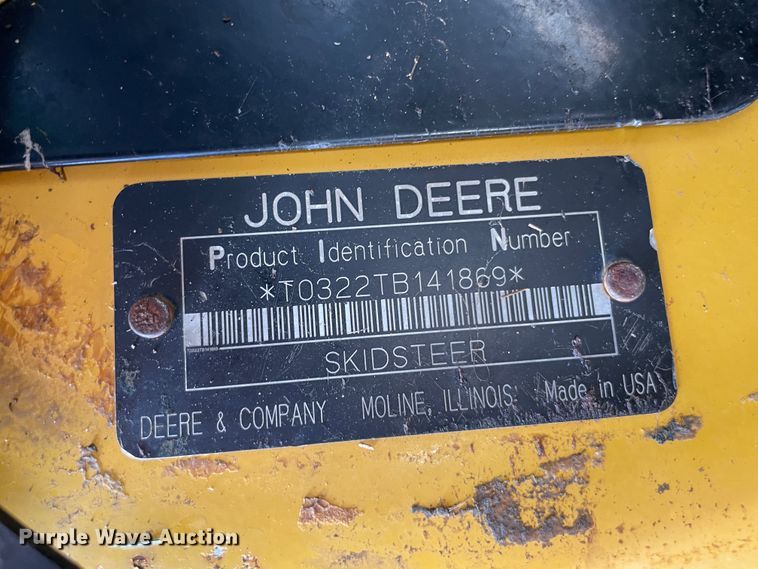 JOHN DEERE
Product Identification Number
*T0322TB141869*
SKIDSTEER
DEERE & COMPANY MOLINE, ILLINOIS Made in USA
Purple Wave Auction